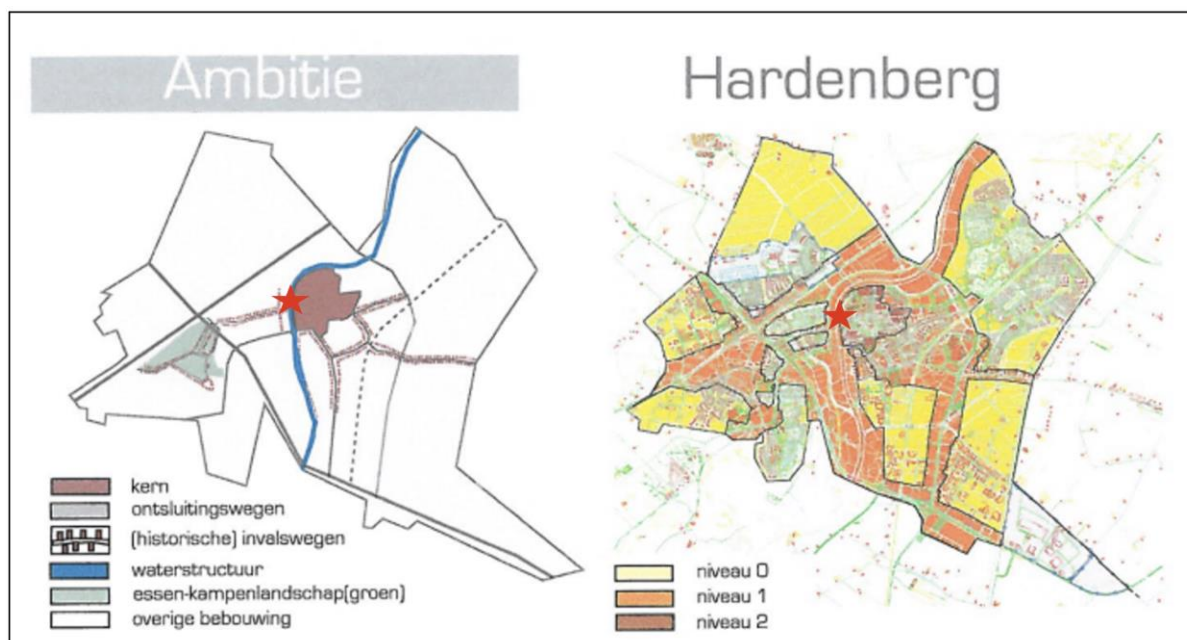 Ambitie
Hardenberg
kern
ontsluitingswegen
(historische) invalswegen
waterstructuur
essen-kampenlandschap(groen)
overige bebouwing
niveau 0
niveau 1
niveau 2